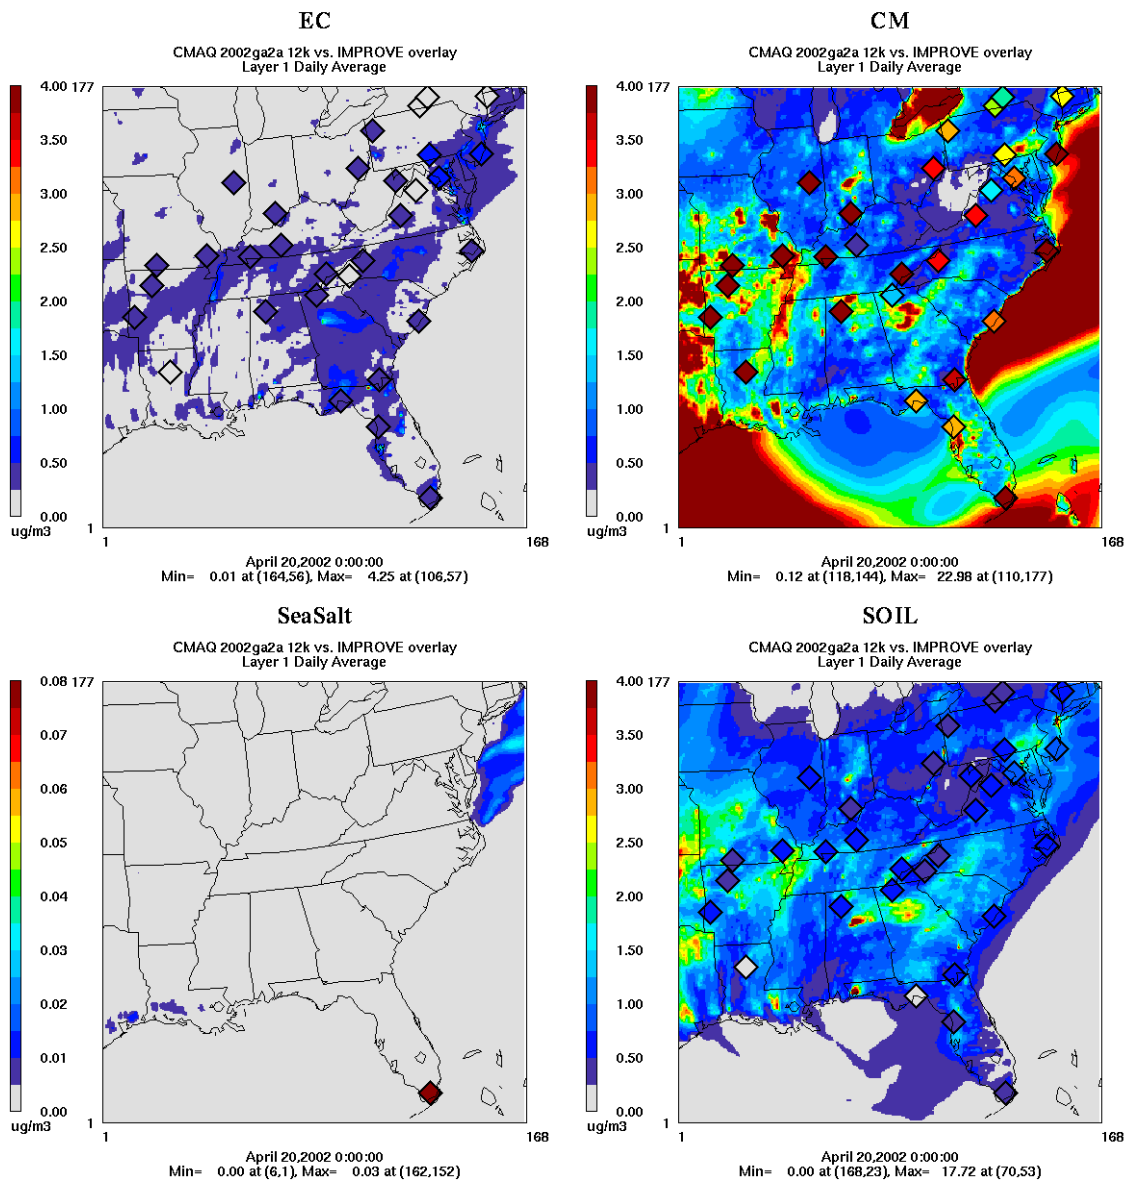 EC
CMAQ 2002ga2a 12k vs. IMPROVE overlay
Layer 1 Daily Average
4.00 177
3.50
3.00
2.50
2.00
1.50
1.00
0.50
0.00
ug/m3
1
1 168
April 20,2002 0:00:00
Min= 0.01 at (164,56), Max= 4.25 at (106,57)
CM
CMAQ 2002ga2a 12k vs. IMPROVE overlay
Layer 1 Daily Average
4.00 177
3.50
3.00
2.50
2.00
1.50
1.00
0.50
0.00
ug/m3
1
1 168
April 20,2002 0:00:00
Min= 0.12 at (118,144), Max= 22.98 at (110,177)
SeaSalt
CMAQ 2002ga2a 12k vs. IMPROVE overlay
Layer 1 Daily Average
0.08 177
0.07
0.06
0.05
0.04
0.03
0.02
0.01
0.00
ug/m3
1
1 168
April 20,2002 0:00:00
Min= 0.00 at (6,1), Max= 0.03 at (162,152)
SOIL
CMAQ 2002ga2a 12k vs. IMPROVE overlay
Layer 1 Daily Average
4.00 177
3.50
3.00
2.50
2.00
1.50
1.00
0.50
0.00
ug/m3
1
1 168
April 20,2002 0:00:00
Min= 0.00 at (168,23), Max= 17.72 at (70,53)